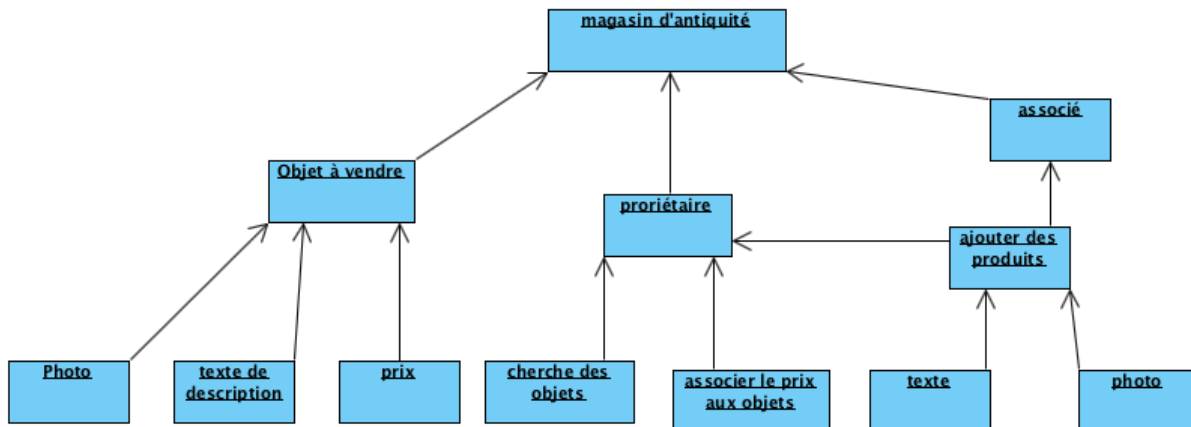 magasin d'antiquité
associé
Objet à vendre
proriétaire
ajouter des
produits
Photo
texte de
description
prix
cherche des
objets
associer le prix
aux objets
texte
photo